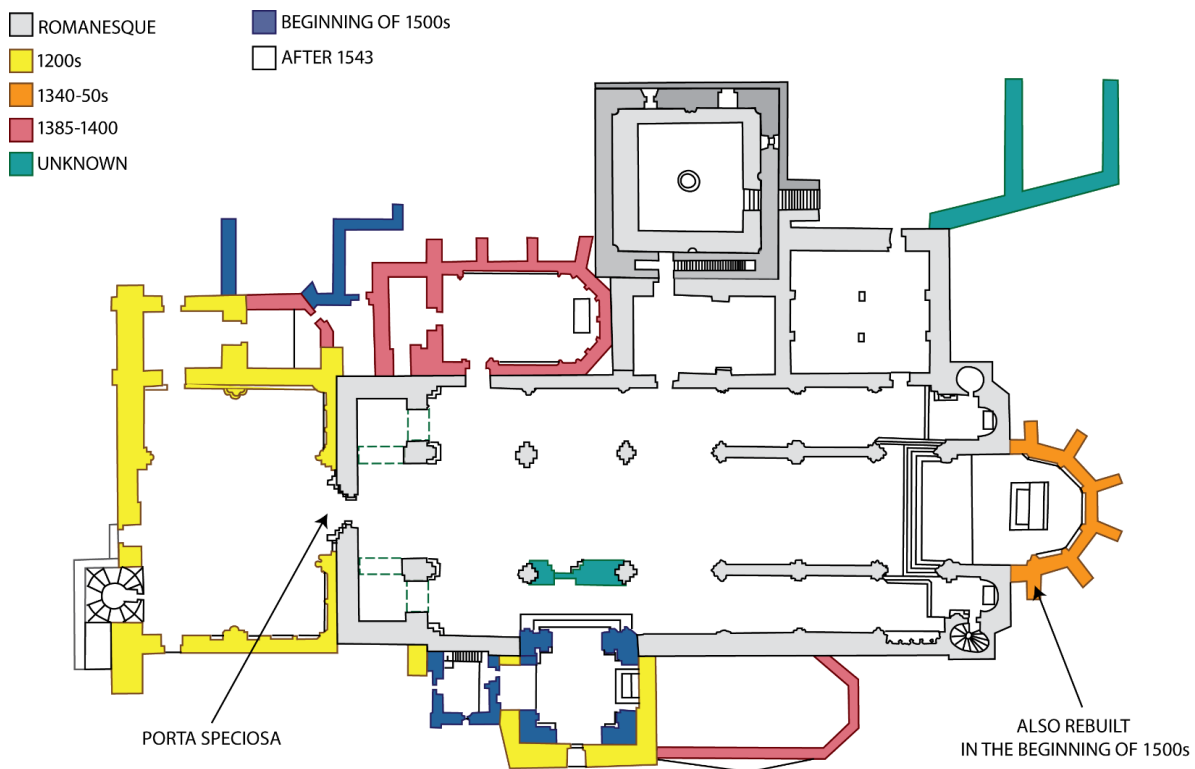 ROMANESQUE
1200s
1340-50s
1385-1400
UNKNOWN
BEGINNING OF 1500s
AFTER 1543
PORTA SPECIOSA
ALSO REBUILT
IN THE BEGINNING OF 1500s